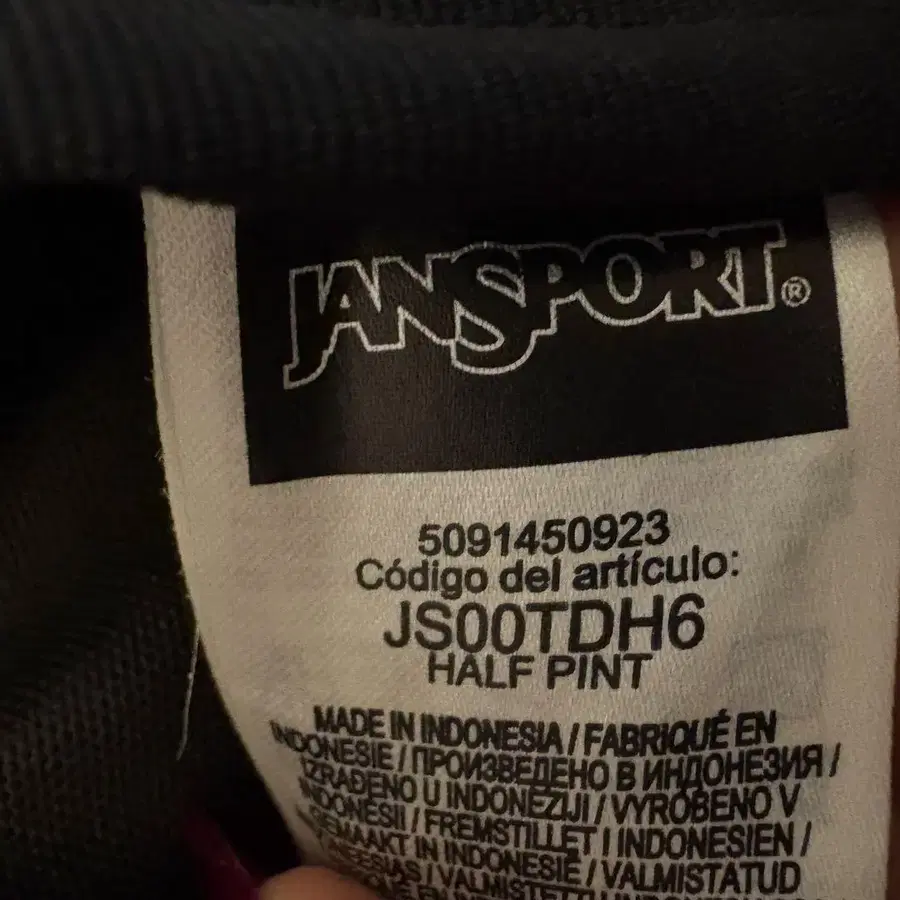 JANSPORT®
5091450923
Código del artículo:
JS00TDH6
HALF PINT
MADE IN INDONESIA / FABRIQUÉ EN
INDONESIE / ПРОИЗВЕДЕНО В ИНДОНЕЗИЯ /
IZRAĐENO U INDONEZIJI / VYROBENO V
INDONÉSII / FREMSTILLET I INDONESIEN /
GEMAAKT IN INDONESIË / VALMISTATUD
VALMISTETTU